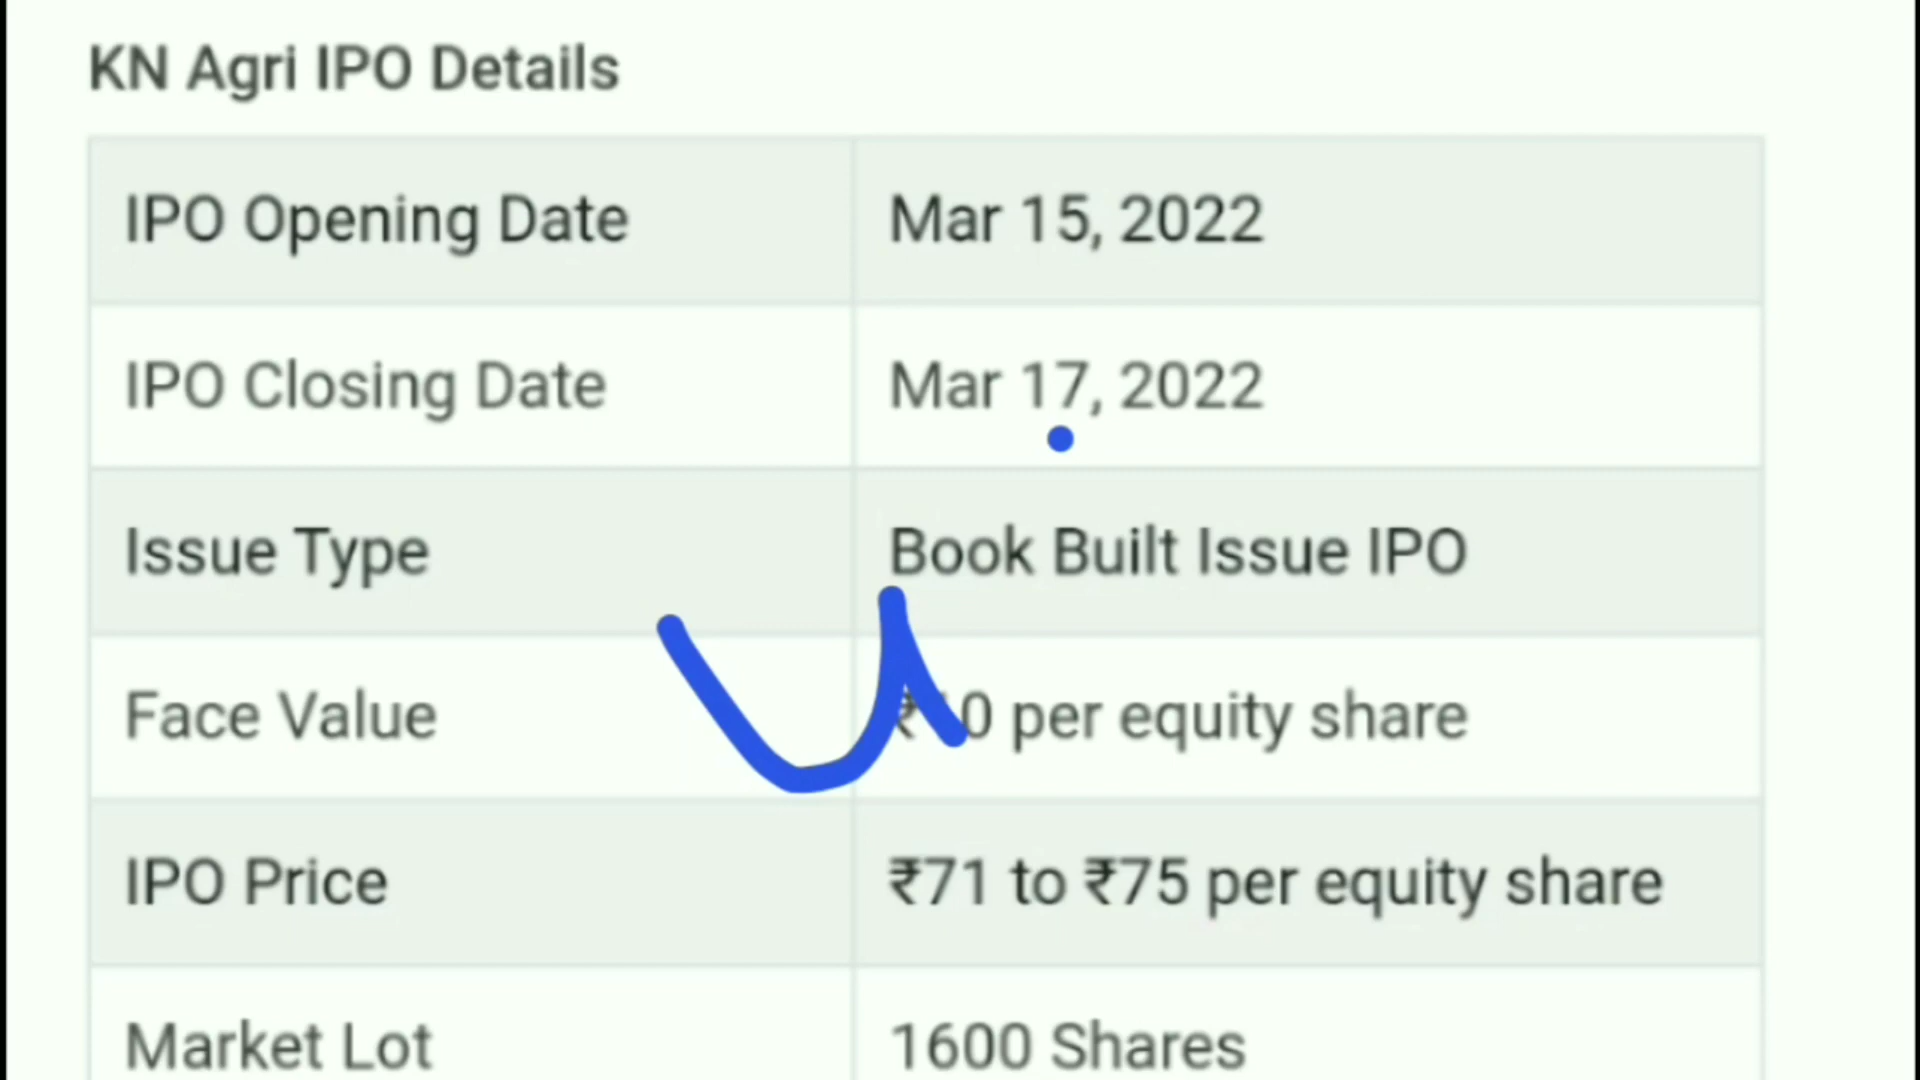 KN Agri IPO Details
IPO Opening Date Mar 15, 2022
IPO Closing Date Mar 17, 2022
Issue Type Book Built Issue IPO
Face Value per equity share
IPO Price ₹71 to ₹75 per equity share
Market Lot 1600 Shares